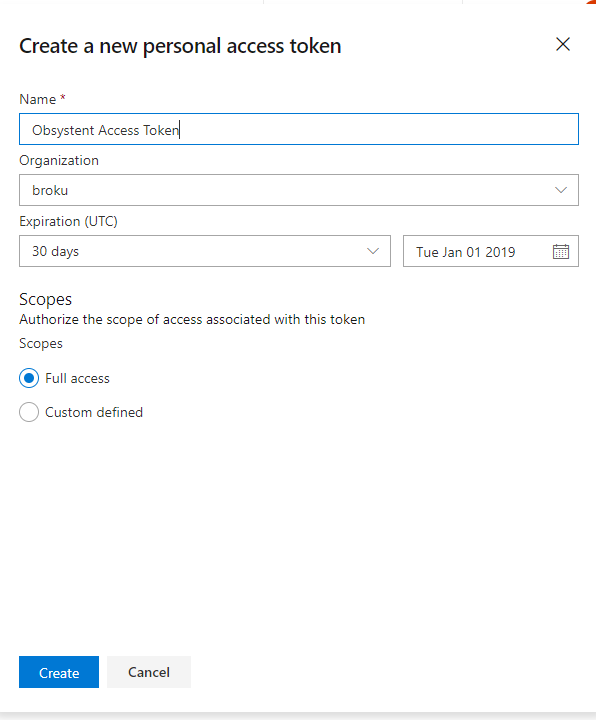 Create a new personal access token
Name *
Obsystent Access Token
Organization
broku
Expiration (UTC)
30 days
Tue Jan 01 2019
Scopes
Authorize the scope of access associated with this token
Scopes
Full access
Custom defined
Create
Cancel